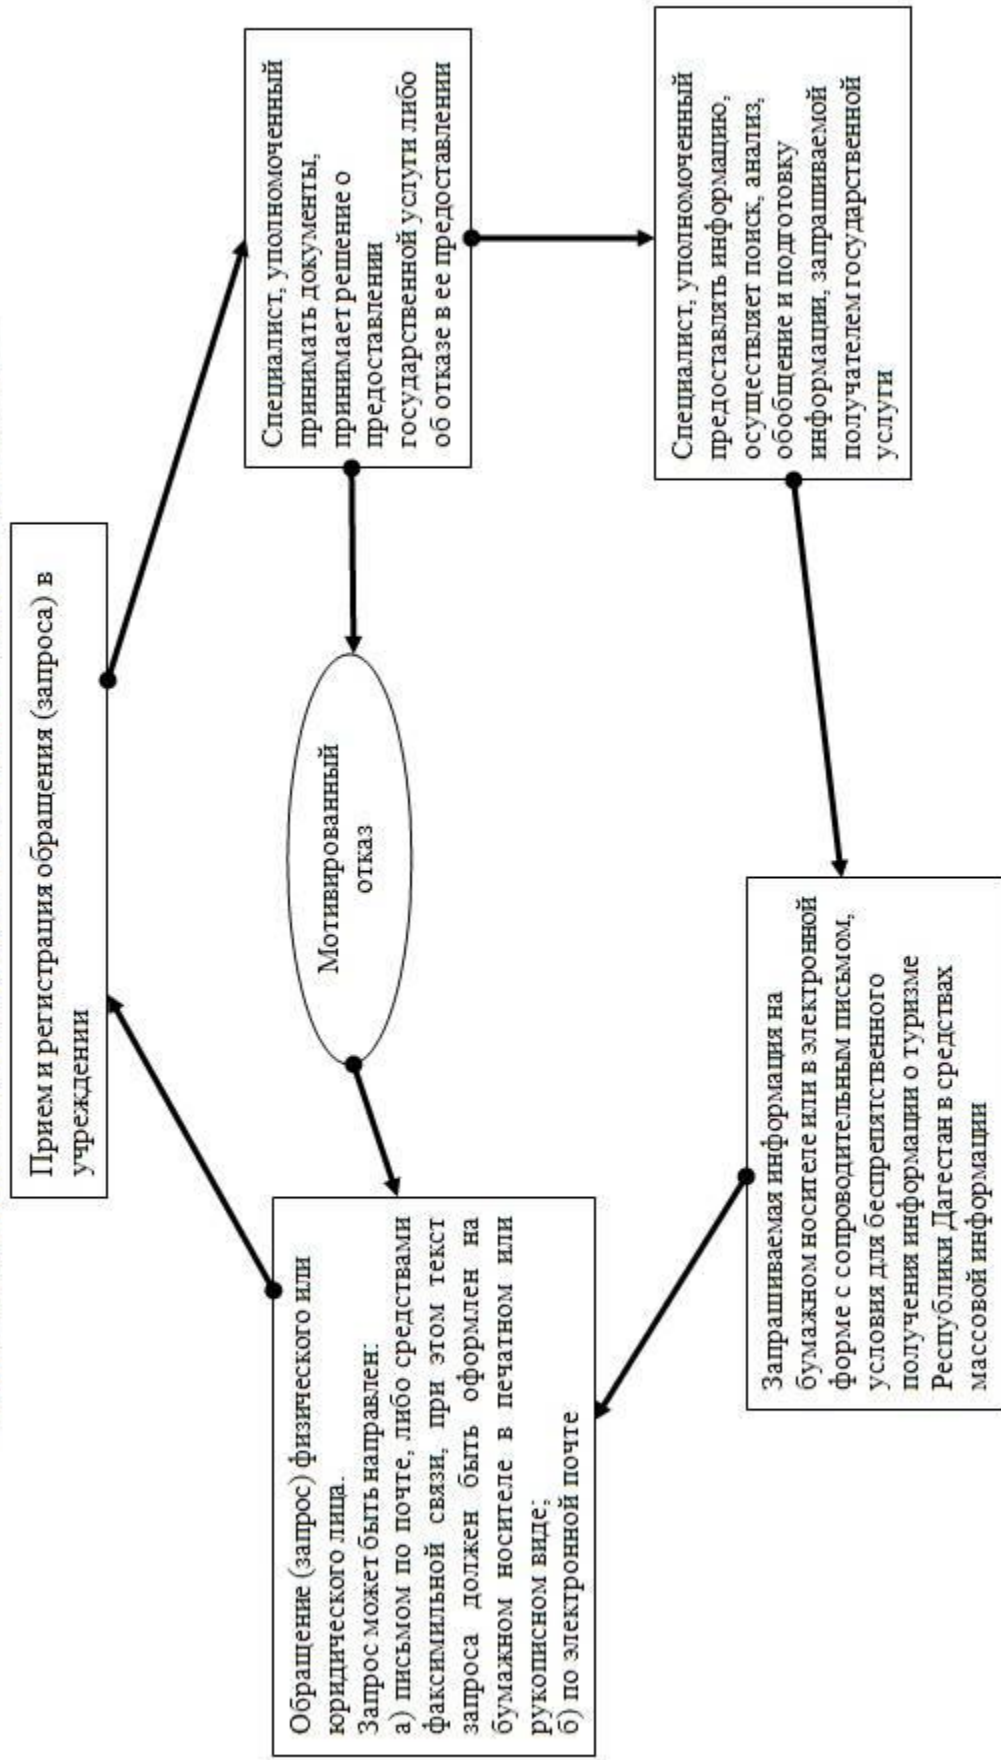 Прием и регистрация обращения (запроса) в
учреждении
Обращение (запрос) физического или
юридического лица.
Запрос может быть направлен:
а) письмом по почте, либо средствами
факсимильной связи, при этом текст
запроса должен быть оформлен на
бумажном носителе в печатном или
рукописном виде;
б) по электронной почте
Мотивированный
отказ
Специалист, уполномоченный
принимать документы,
принимает решение о
предоставлении
государственной услуги либо
об отказе в ее предоставлении
Запрашиваемая информация на
бумажном носителе или в электронной
форме с сопроводительным письмом,
условия для беспрепятственного
получения информации о туризме
Республики Дагестан в средствах
массовой информации
Специалист, уполномоченный
предоставлять информацию,
осуществляет поиск, анализ,
обобщение и подготовку
информации, запрашиваемой
получателем государственной
услуги